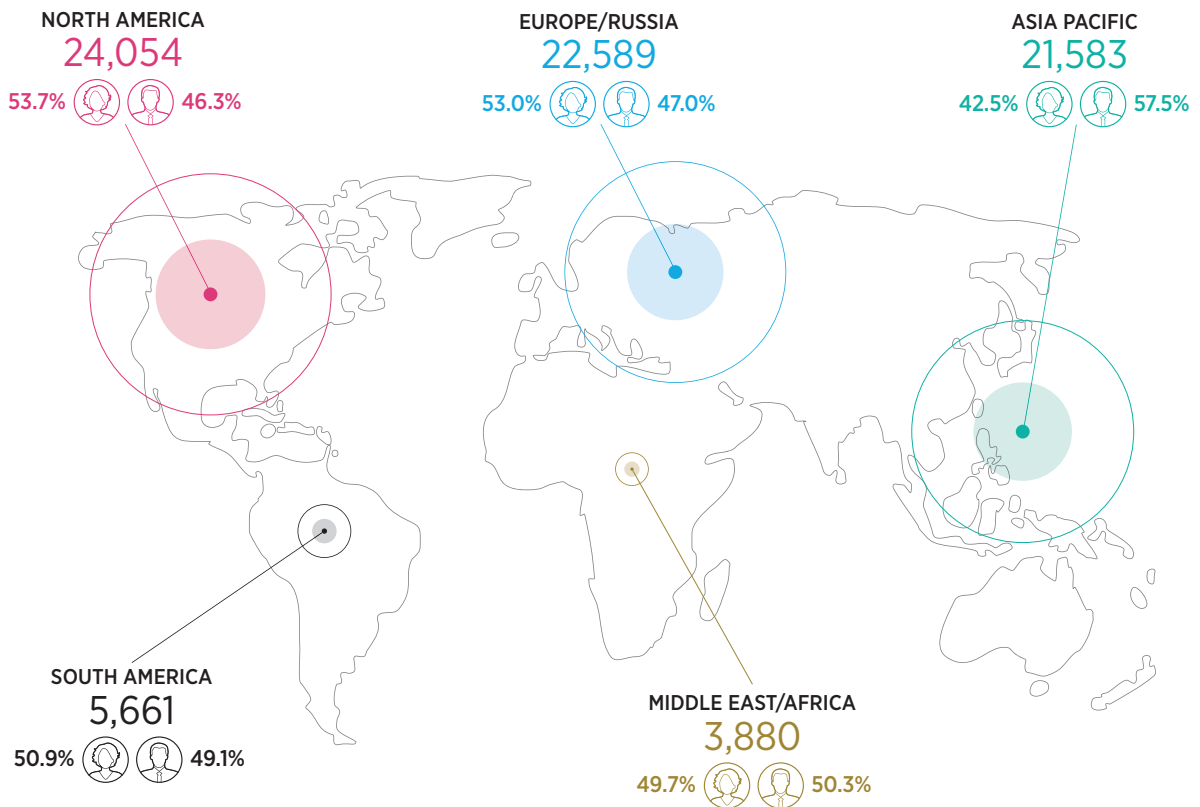 NORTH AMERICA
24,054
53.7% 46.3%
EUROPE/RUSSIA
22,589
53.0% 47.0%
ASIA PACIFIC
21,583
42.5% 57.5%
SOUTH AMERICA
5,661
50.9% 49.1%
MIDDLE EAST/AFRICA
3,880
49.7% 50.3%